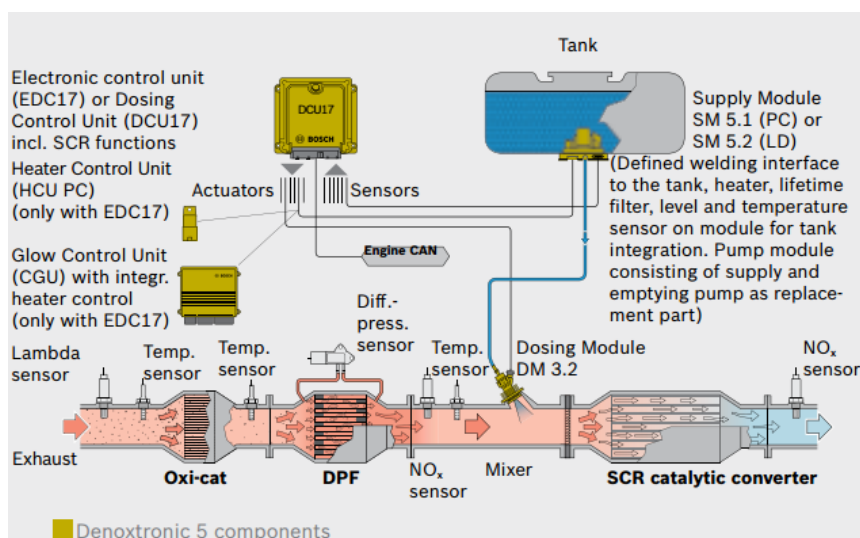 Tank
Electronic control unit
(EDC17) or Dosing
Control Unit (DCU17)
incl. SCR functions
DCU17
BOSCH
Supply Module
SM 5.1 (PC) or
SM 5.2 (LD)
(Defined welding interface
to the tank, heater, lifetime
filter, level and temperature
sensor on module for tank
integration. Pump module
consisting of supply and
emptying pump as replace-
ment part)
Heater Control Unit
(HCU PC)
(only with EDC17)
Actuators
Sensors
Engine CAN
Glow Control Unit
(CGU) with integr.
heater control
(only with EDC17)
Diff.-
press.
sensor
Lambda
sensor
Temp.
sensor
Temp.
sensor
Temp.
sensor
Dosing Module
DM 3.2
NOx
sensor
Exhaust
Oxi-cat
DPF
NOx
sensor
Mixer
SCR catalytic converter
Denoxtronic 5 components